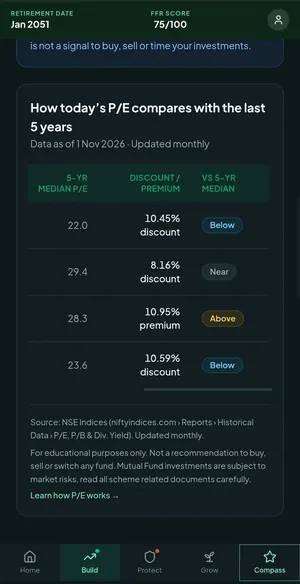 RETIREMENT DATE
Jan 2051
FFR SCORE
75/100
is not a signal to buy, sell or time your investments.
How today's P/E compares with the last
5 years
Data as of 1 Nov 2026 · Updated monthly
5-YR MEDIAN P/E
DISCOUNT / PREMIUM
VS 5-YR MEDIAN
22.0 10.45% discount Below
29.4 8.16% discount Near
28.3 10.95% premium Above
23.6 10.59% discount Below
Source: NSE Indices (niftyindices.com › Reports › Historical
Data › P/E, P/B & Div. Yield). Updated monthly.
For educational purposes only. Not a recommendation to buy,
sell or switch any fund. Mutual Fund investments are subject to
market risks, read all scheme related documents carefully.
Learn how P/E works →
Home
Build
Protect
Grow
Compass